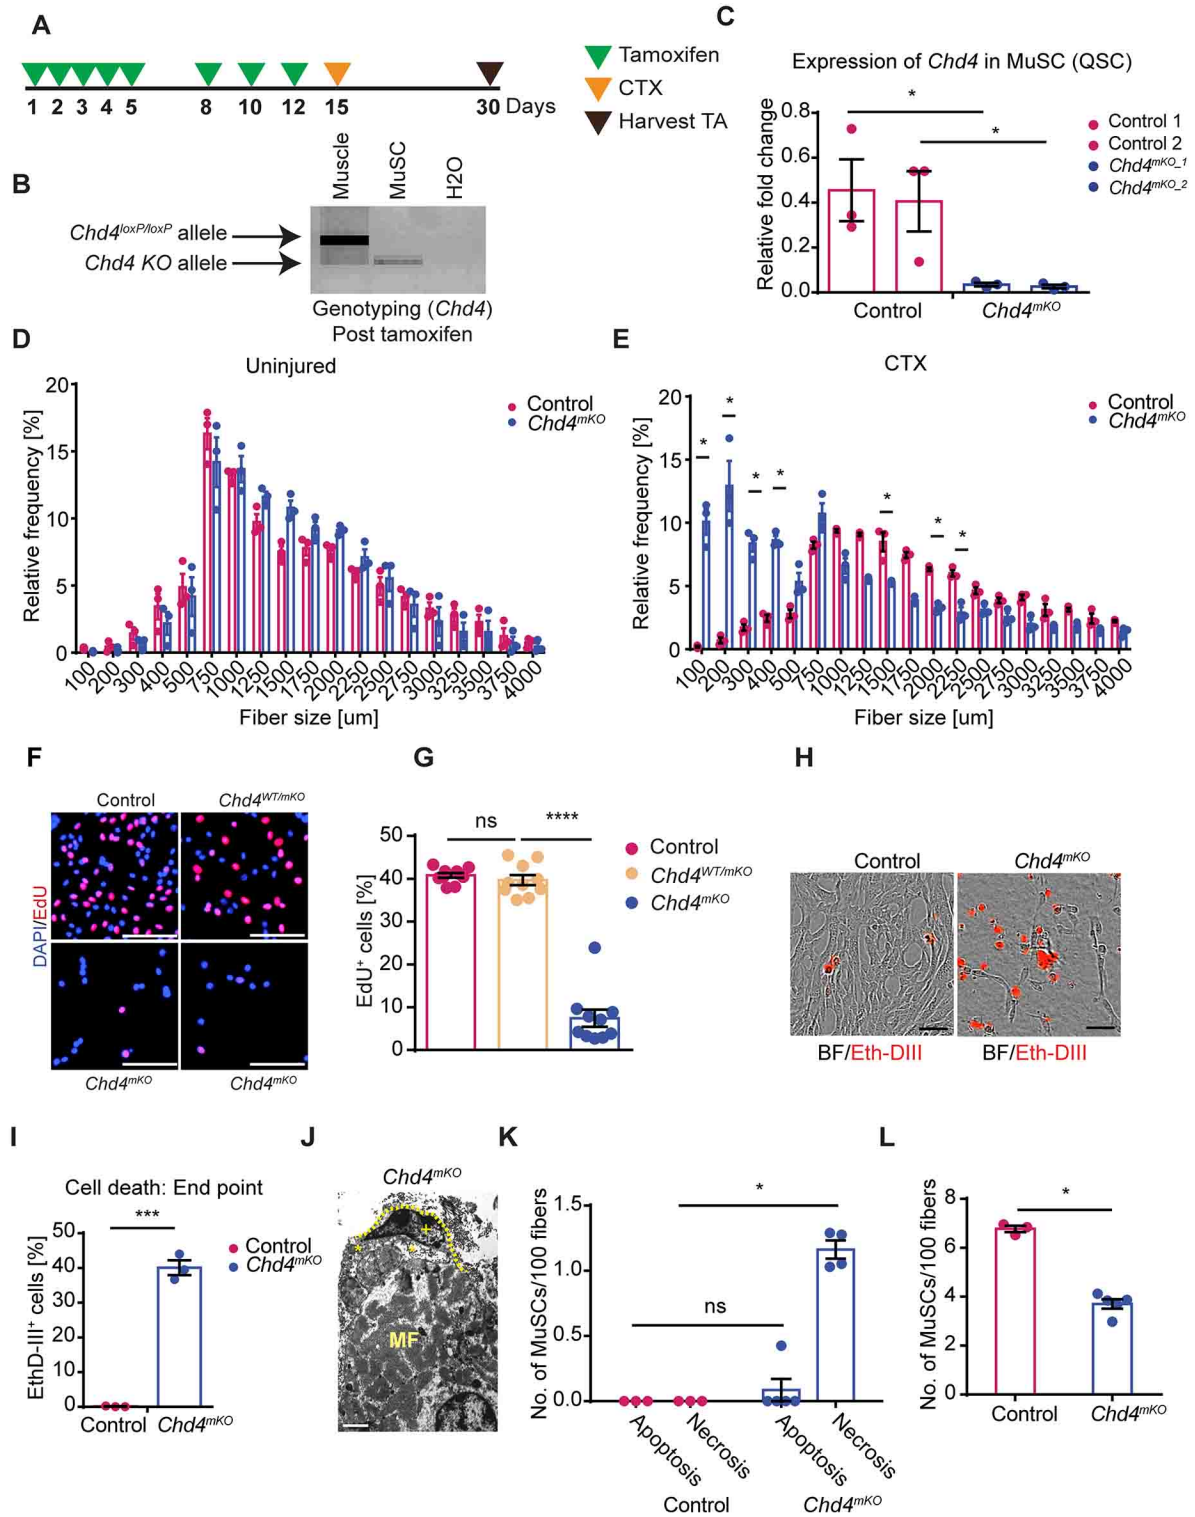 A
Tamoxifen
CTX
Harvest TA
1 2 3 4 5 8 10 12 15 30 Days
B
Muscle
MuSC
H2O
Chd4loxP/loxP allele
Chd4 KO allele
Genotyping (Chd4)
Post tamoxifen
C
Expression of Chd4 in MuSC (QSC)
Relative fold change
0.8
0.6
0.4
0.2
0.0
*
*
Control 1
Control 2
Chd4mKO_1
Chd4mKO_2
Control
Chd4mKO
D
Uninjured
Relative frequency [%]
20
15
10
5
0
Control
Chd4mKO
100 200 300 400 500 750 1000 1250 1500 1750 2000 2250 2500 2750 3000 3250 3500 3750 4000
Fiber size [um]
E
CTX
Relative frequency [%]
20
15
10
5
0
* * * * * * *
Control
Chd4mKO
100 200 300 400 500 750 1000 1250 1500 1750 2000 2250 2500 2750 3000 3250 3500 3750 4000
Fiber size [um]
F
Control
Chd4WT/mKO
DAPI/EdU
Chd4mKO
Chd4mKO
G
EdU+ cells [%]
50
40
30
20
10
0
ns
****
Control
Chd4WT/mKO
Chd4mKO
H
Control
Chd4mKO
BF/Eth-DIII
BF/Eth-DIII
I
Cell death: End point
EthD-III+ cells [%]
50
40
30
20
10
0
***
Control
Chd4mKO
Control
Chd4mKO
J
Chd4mKO
+
*
*
MF
K
No. of MuSCs/100 fibers
1.5
1.0
0.5
0.0
*
ns
Apoptosis
Necrosis
Apoptosis
Necrosis
Control
Chd4mKO
L
No. of MuSCs/100 fibers
8
6
4
2
0
*
Control
Chd4mKO